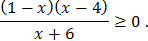 (1 − x)(x − 4)
x + 6
≥ 0 .